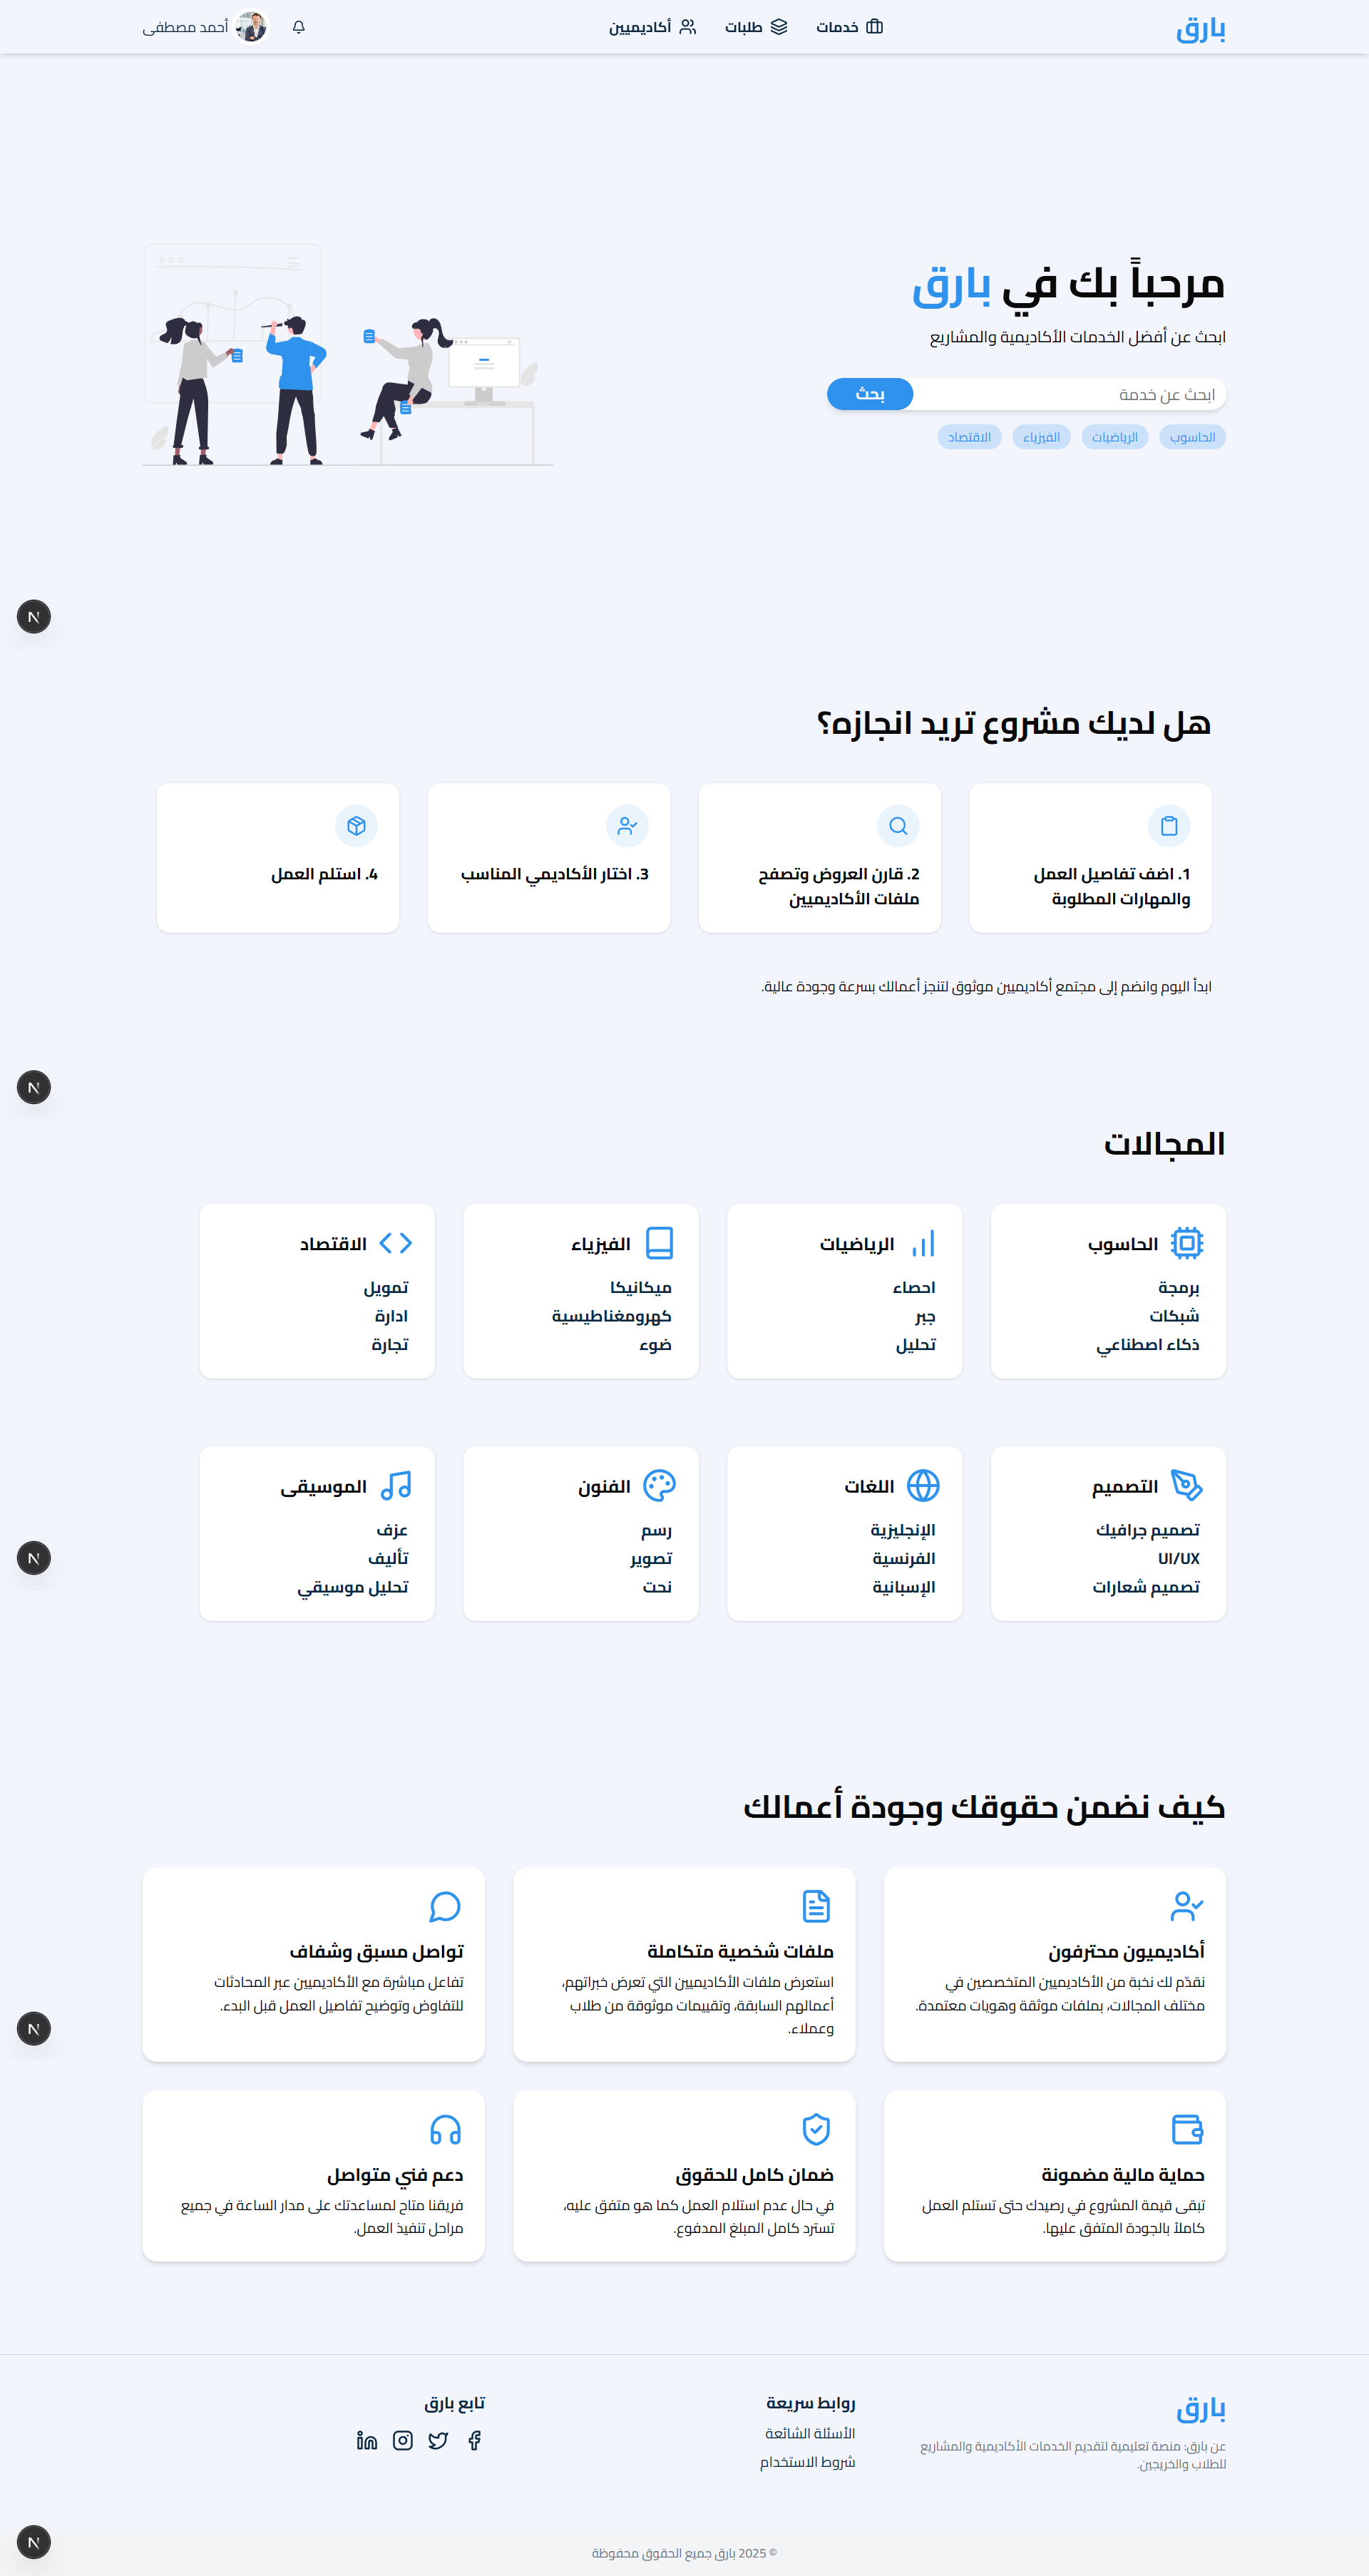 بارق
خدمات
طلبات
أكاديميين
أحمد مصطفى
مرحباً بك في بارق
ابحث عن أفضل الخدمات الأكاديمية والمشاريع
ابحث عن خدمة
بحث
الحاسوب
الرياضيات
الفيزياء
الاقتصاد
هل لديك مشروع تريد انجازه؟
1. اضف تفاصيل العمل
والمهارات المطلوبة
2. قارن العروض وتصفح
ملفات الأكاديميين
3. اختار الأكاديمي المناسب
4. استلم العمل
ابدأ اليوم وانضم إلى مجتمع أكاديميين موثوق لتنجز أعمالك بسرعة وجودة عالية.
المجالات
الحاسوب
برمجة
شبكات
ذكاء اصطناعي
الرياضيات
احصاء
جبر
تحليل
الفيزياء
ميكانيكا
كهرومغناطيسية
ضوء
الاقتصاد
تمويل
ادارة
تجارة
التصميم
تصميم جرافيك
UI/UX
تصميم شعارات
اللغات
الإنجليزية
الفرنسية
الإسبانية
الفنون
رسم
تصوير
نحت
الموسيقى
عزف
تأليف
تحليل موسيقي
كيف نضمن حقوقك وجودة أعمالك
أكاديميون محترفون
نقدّم لك نخبة من الأكاديميين المتخصصين في
مختلف المجالات، بملفات موثقة وهويات معتمدة.
ملفات شخصية متكاملة
استعرض ملفات الأكاديميين التي تعرض خبراتهم،
أعمالهم السابقة، وتقييمات موثوقة من طلاب
وعملاء.
تواصل مسبق وشفاف
تفاعل مباشرة مع الأكاديميين عبر المحادثات
للتفاوض وتوضيح تفاصيل العمل قبل البدء.
حماية مالية مضمونة
تبقى قيمة المشروع في رصيدك حتى تستلم العمل
كاملاً بالجودة المتفق عليها.
ضمان كامل للحقوق
في حال عدم استلام العمل كما هو متفق عليه،
تسترد كامل المبلغ المدفوع.
دعم فني متواصل
فريقنا متاح لمساعدتك على مدار الساعة في جميع
مراحل تنفيذ العمل.
بارق
عن بارق: منصة تعليمية لتقديم الخدمات الأكاديمية والمشاريع
للطلاب والخريجين.
روابط سريعة
الأسئلة الشائعة
شروط الاستخدام
تابع بارق
© 2025 بارق جميع الحقوق محفوظة